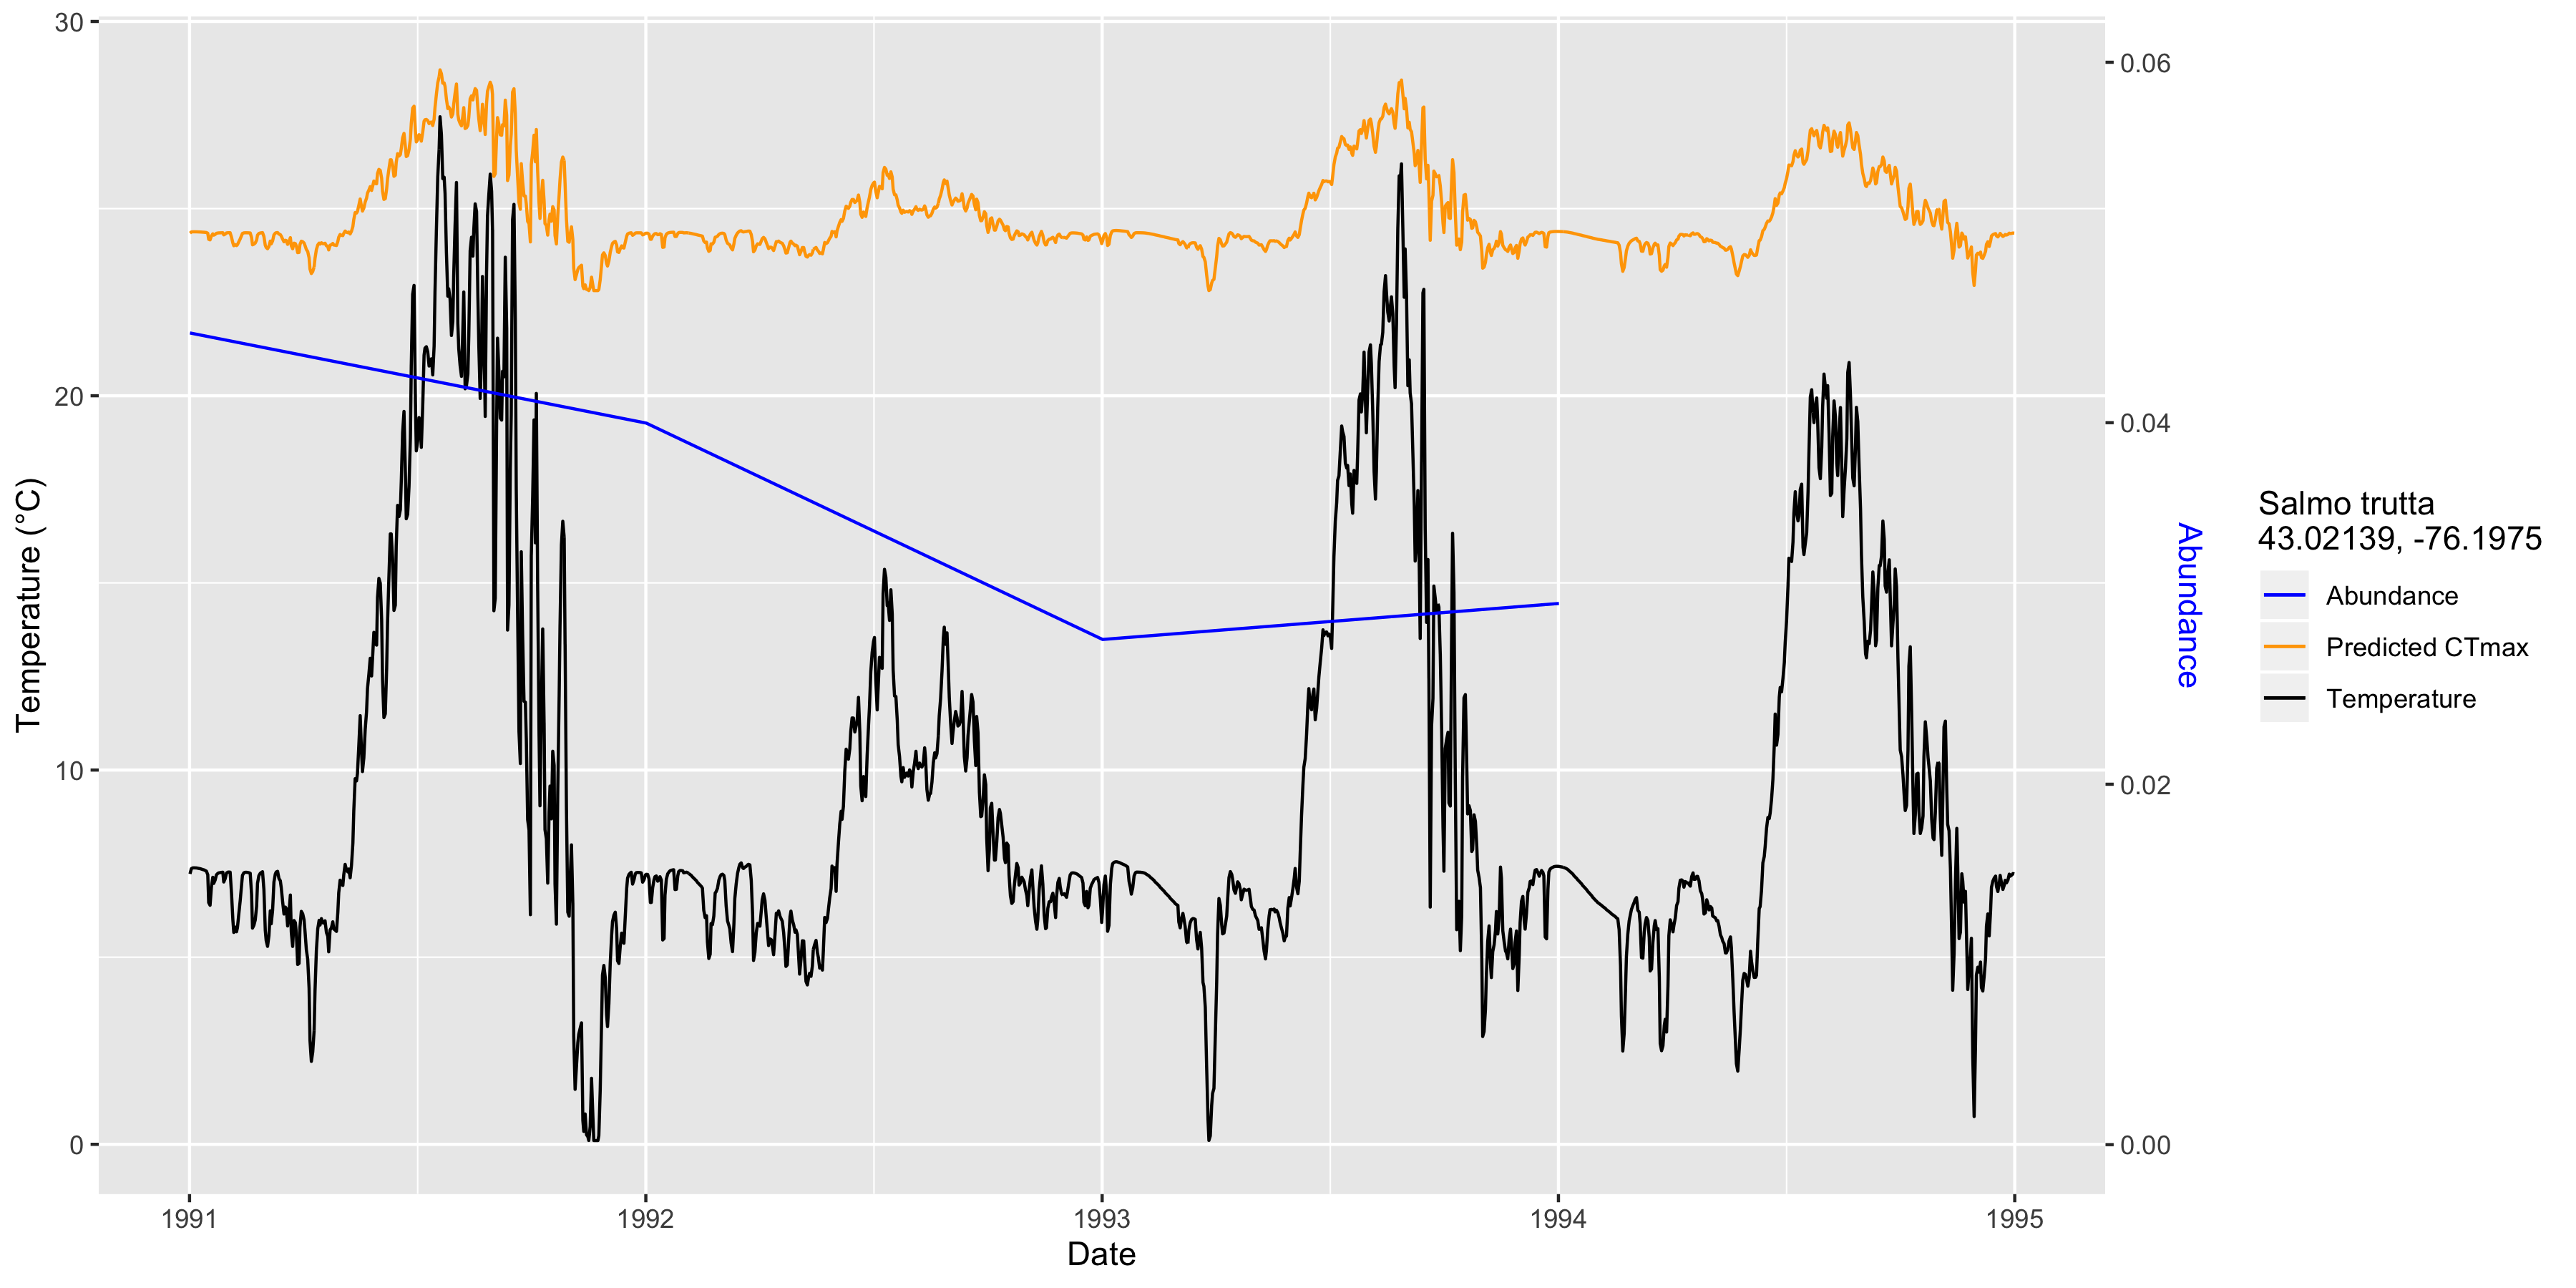 30
20
10
0
Temperature (°C)
1991
1992
1993
1994
1995
Date
0.06
0.04
0.02
0.00
Abundance
Salmo trutta
43.02139, -76.1975
Abundance
Predicted CTmax
Temperature